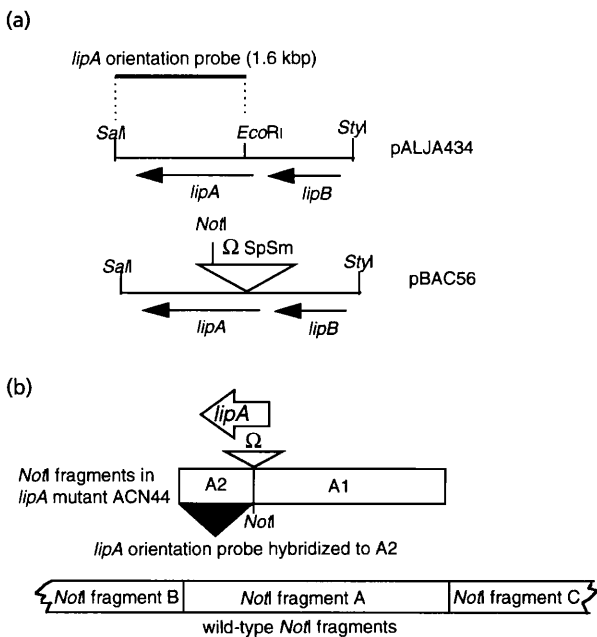 (a)
lipA orientation probe (1.6 kbp)
SalI
EcoRI
StyI
pALJA434
lipA
lipB
NotI
Ω SpSm
SalI
StyI
pBAC56
lipA
lipB
(b)
lipA
Ω
NotI fragments in
lipA mutant ACN44
A2
A1
NotI
lipA orientation probe hybridized to A2
NotI fragment B
NotI fragment A
NotI fragment C
wild-type NotI fragments